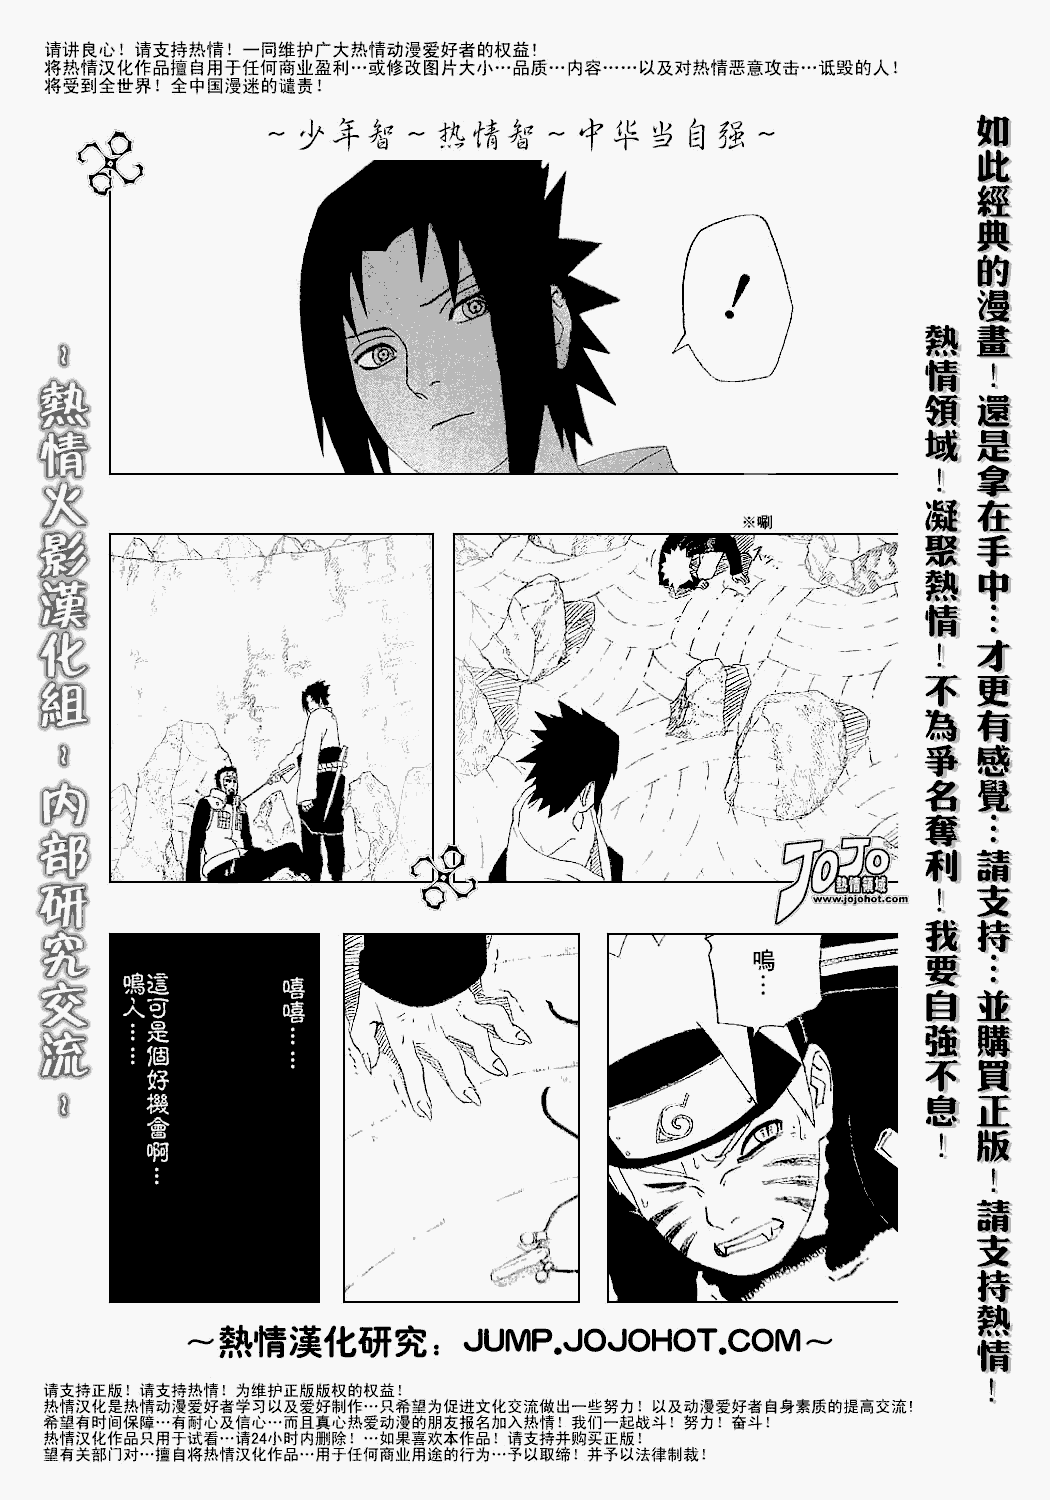 请讲良心！请支持热情！一同维护广大热情动漫爱好者的权益！
将热情汉化作品擅自用于任何商业盈利…或修改图片大小…品质…内容……以及对热情恶意攻击…诋毁的人！
将受到全世界！全中国漫迷的谴责！
～少年智～热情智～中华当自强～
如此經典的漫畫！還是拿在手中…才更有感覺…請支持…並購買正版！請支持熱情！
熱情領域！凝聚熱情！不為爭名奪利！我要自強不息！
～熱情火影漢化組～內部研究交流～
！
※唰
スッ
JOJO
熱情領域
www.jojohot.com
嗚…
嘻嘻……
這可是個好機會啊…
鳴人……
～熱情漢化研究：JUMP.JOJOHOT.COM～
请支持正版！请支持热情！为维护正版版权的权益！
热情汉化是热情动漫爱好者学习以及爱好制作…只希望为促进文化交流做出一些努力！以及动漫爱好者自身素质的提高交流！
希望有时间保障…有耐心及信心…而且真心热爱动漫的朋友报名加入热情！我们一起战斗！努力！奋斗！
热情汉化作品只用于试看…请24小时内删除！…如果喜欢本作品！请支持并购买正版！
望有关部门对…擅自将热情汉化作品…用于任何商业用途的行为…予以取缔！并予以法律制裁！